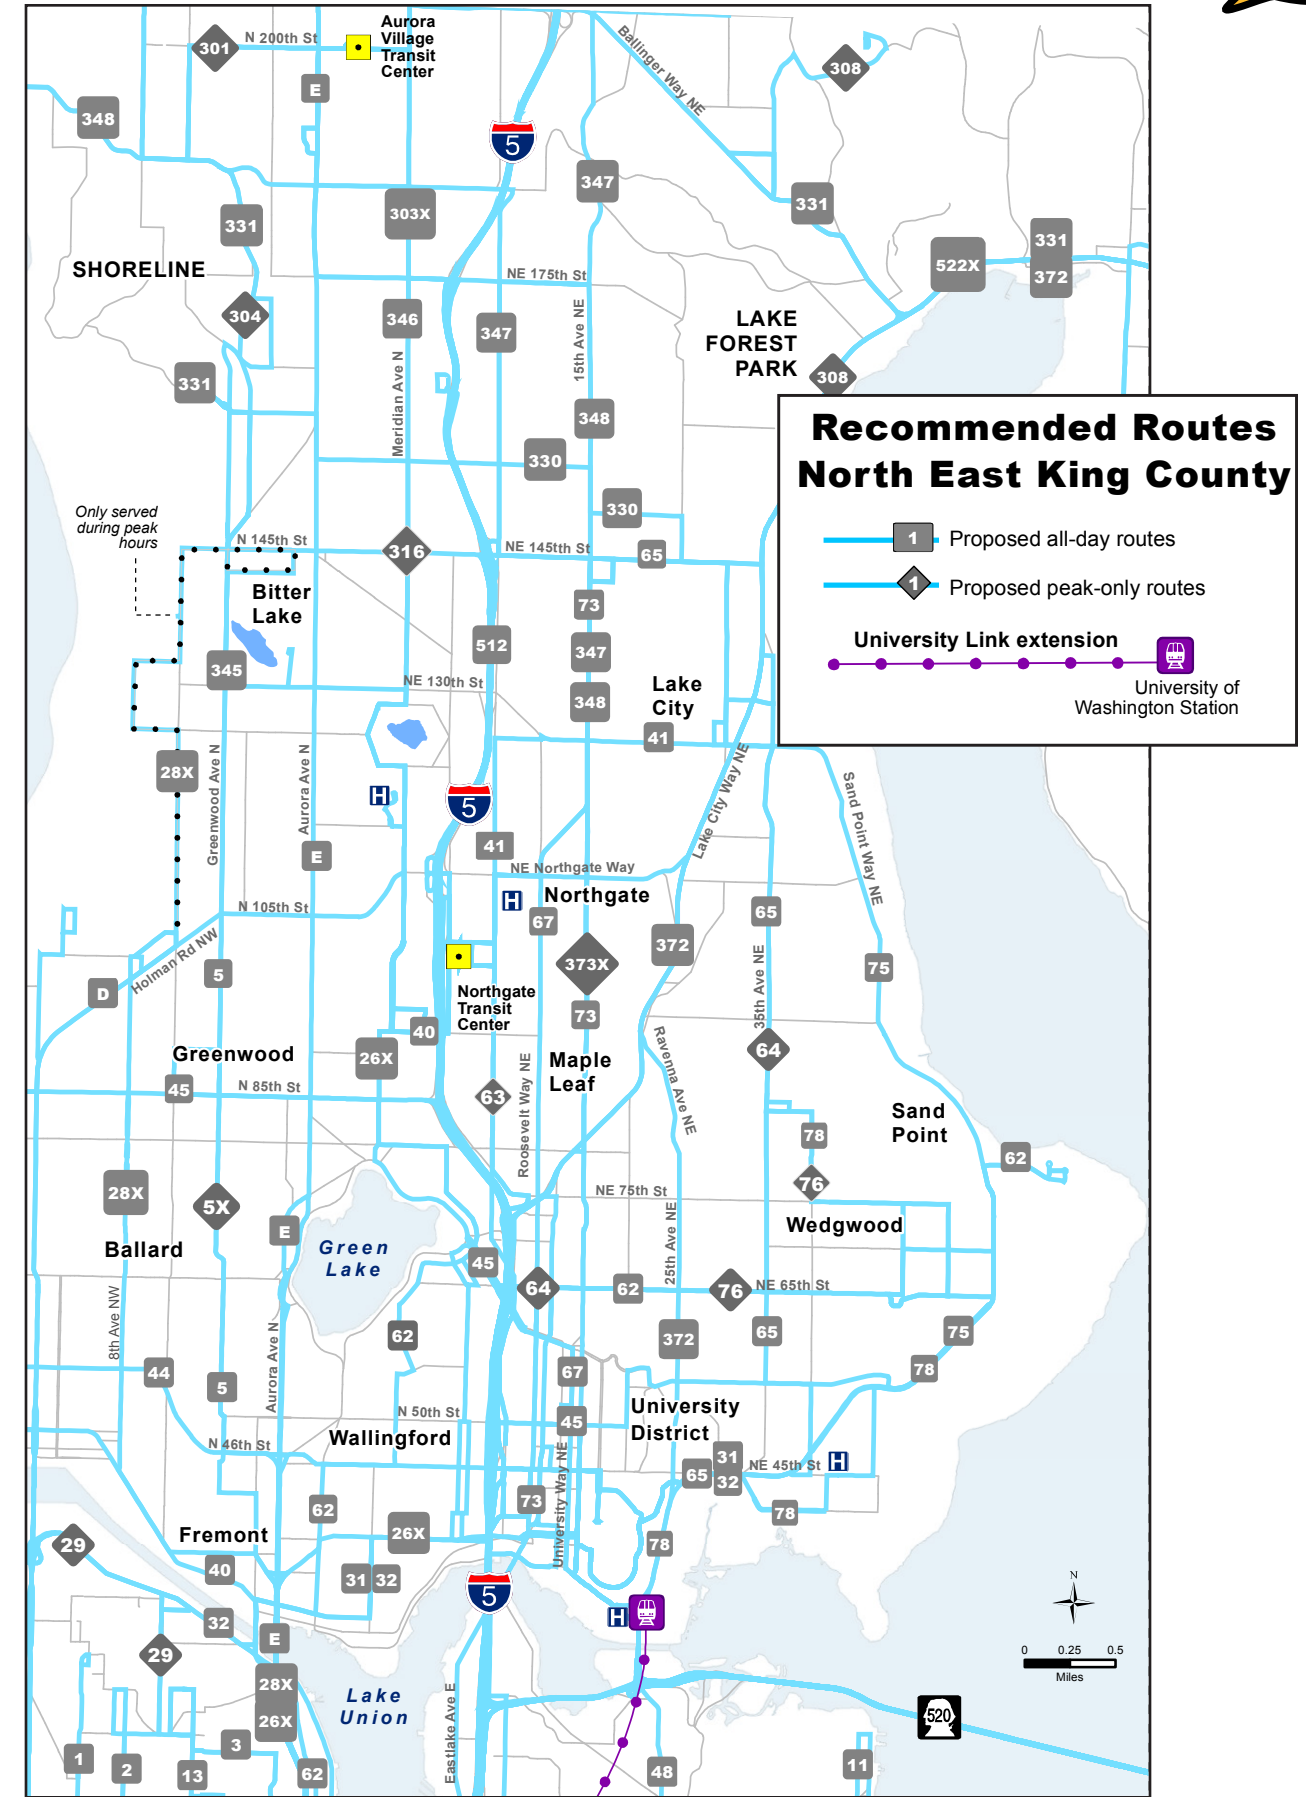 Aurora
Village
Transit
Center
N 200th St
301
E
348
5
Ballinger Way NE
308
347
331
303X
331
331
372
522X
SHORELINE
NE 175th St
304
346
347
15th Ave NE
LAKE
FOREST
PARK
308
331
Meridian Ave N
348
330
330
Recommended Routes
North East King County
1
Proposed all-day routes
1
Proposed peak-only routes
University Link extension
University of
Washington Station
Only served
during peak
hours
N 145th St
316
NE 145th St
65
Bitter
Lake
73
512
347
345
NE 130th St
348
Lake
City
41
28X
Greenwood Ave N
Aurora Ave N
H
5
41
E
Lake City Way NE
Sand Point Way NE
NE Northgate Way
H
Northgate
N 105th St
67
65
Holman Rd NW
5
373X
372
35th Ave NE
75
D
Northgate
Transit
Center
73
40
26X
Greenwood
Maple
Leaf
Ravenna Ave NE
64
45
N 85th St
63
Roosevelt Way NE
Sand
Point
78
62
28X
5X
NE 75th St
76
E
Wedgwood
Ballard
Green
Lake
45
25th Ave NE
64
62
76
NE 65th St
8th Ave NW
Aurora Ave N
62
372
65
75
44
5
67
78
N 50th St
45
University
District
Wallingford
N 46th St
31
32
65
NE 45th St
H
62
73
University Way NE
78
Fremont
26X
78
29
40
31
32
5
N
32
H
29
E
0
0.25
0.5
Miles
28X
26X
Lake
Union
Eastlake Ave E
520
3
1
2
13
62
48
11